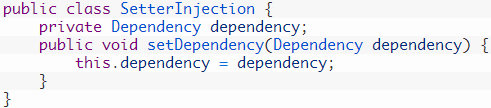 public class SetterInjection {
    private Dependency dependency;
    public void setDependency(Dependency dependency) {
        this.dependency = dependency;
    }
}